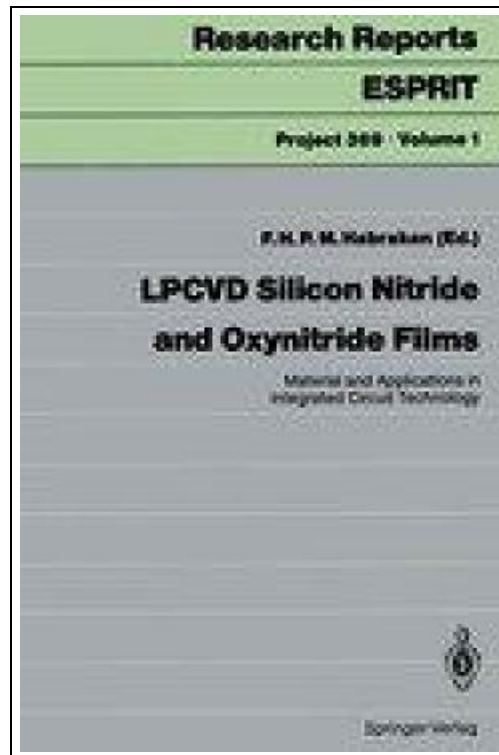 Research Reports
ESPRIT
Project 369 · Volume 1
F.H.P.M. Habraken (Ed.)
LPCVD Silicon Nitride
and Oxynitride Films
Material and Applications in
Integrated Circuit Technology
Springer-Verlag